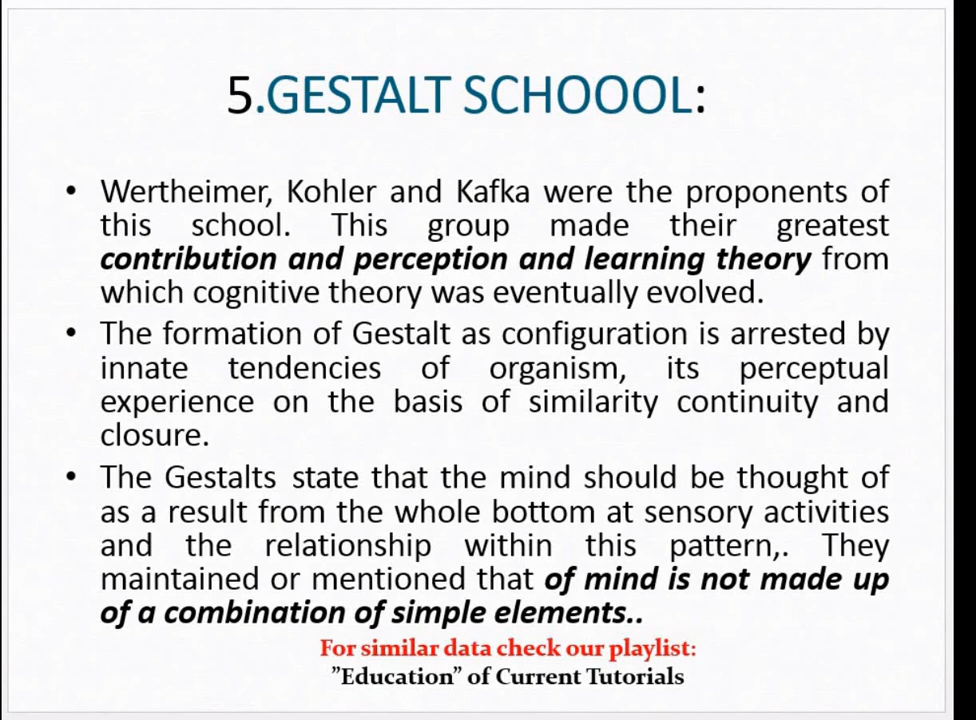 5.GESTALT SCHOOOL:
• Wertheimer, Kohler and Kafka were the proponents of
this school. This group made their greatest
contribution and perception and learning theory from
which cognitive theory was eventually evolved.
• The formation of Gestalt as configuration is arrested by
innate tendencies of organism, its perceptual
experience on the basis of similarity continuity and
closure.
• The Gestalts state that the mind should be thought of
as a result from the whole bottom at sensory activities
and the relationship within this pattern,. They
maintained or mentioned that of mind is not made up
of a combination of simple elements..
For similar data check our playlist:
”Education” of Current Tutorials